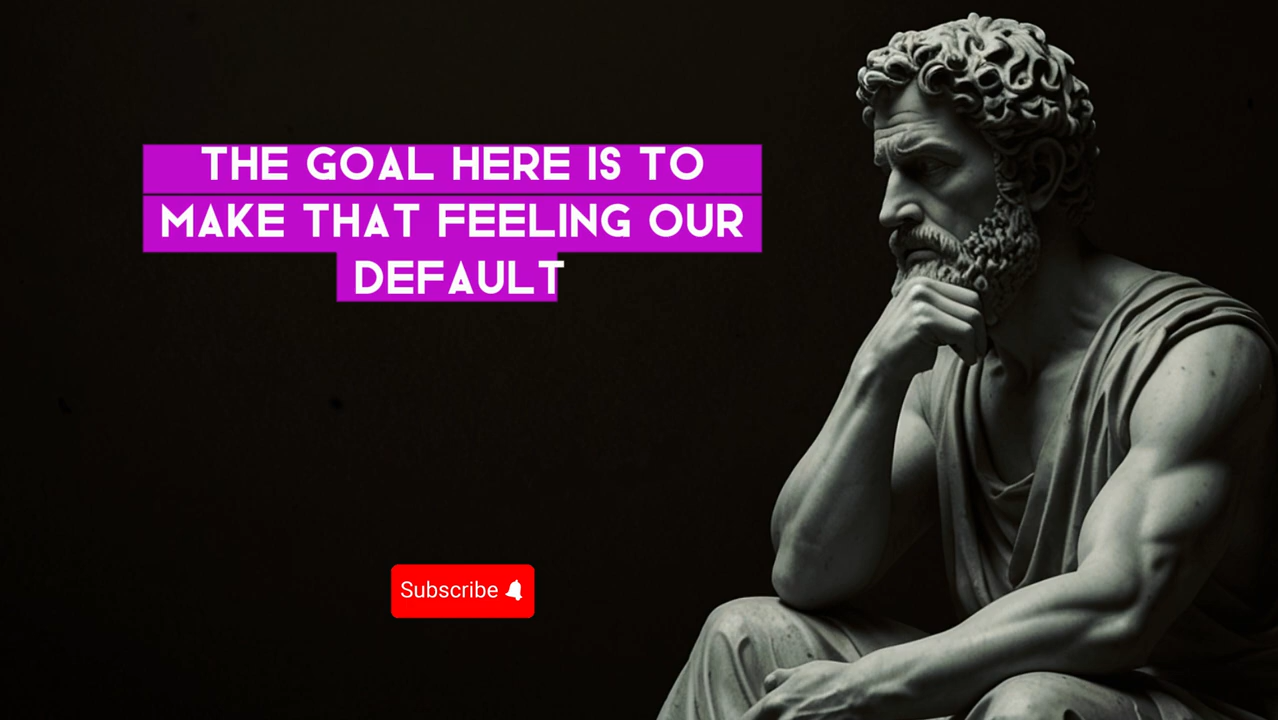 THE GOAL HERE IS TO
MAKE THAT FEELING OUR
DEFAULT
Subscribe